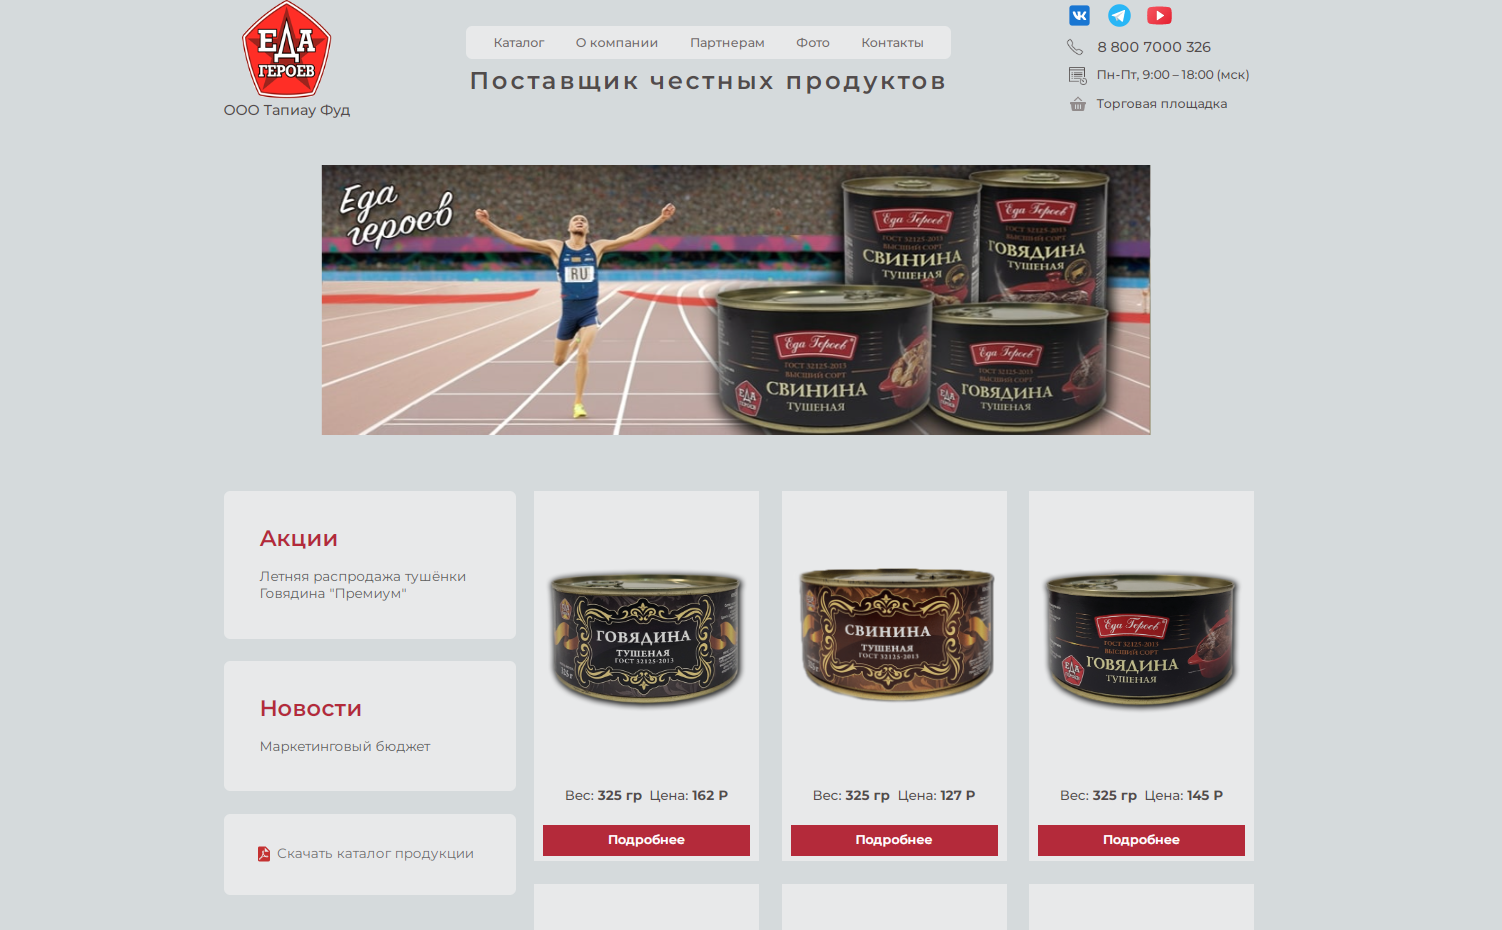 ЕДА
ГЕРОЕВ
ООО Тапиау Фуд
Каталог О компании Партнерам Фото Контакты
Поставщик честных продуктов
8 800 7000 326
Пн-Пт, 9:00 – 18:00 (мск)
Торговая площадка
Еда
героев
RU
Еда Героев
ГОСТ 32125-2013
ВЫСШИЙ СОРТ
СВИНИНА
ТУШЕНАЯ
Еда Героев
ГОСТ 32125-2013
ВЫСШИЙ СОРТ
ГОВЯДИНА
ТУШЕНАЯ
Еда Героев
ГОСТ 32125-2013
ВЫСШИЙ СОРТ
ЕДА
ГЕРОЕВ
СВИНИНА
ТУШЕНАЯ
Еда Героев
ГОСТ 32125-2013
ВЫСШИЙ СОРТ
ЕДА
ГЕРОЕВ
ГОВЯДИНА
ТУШЕНАЯ
Акции
Летняя распродажа тушёнки
Говядина "Премиум"
Новости
Маркетинговый бюджет
Скачать каталог продукции
ГОВЯДИНА
ТУШЕНАЯ
ГОСТ 32125-2013
Вес: 325 гр Цена: 162 Р
Подробнее
СВИНИНА
ТУШЕНАЯ
ГОСТ 32125-2013
Вес: 325 гр Цена: 127 Р
Подробнее
Еда Героев
ГОСТ 32125-2013
ВЫСШИЙ СОРТ
ЕДА
ГЕРОЕВ
ГОВЯДИНА
ТУШЕНАЯ
Вес: 325 гр Цена: 145 Р
Подробнее